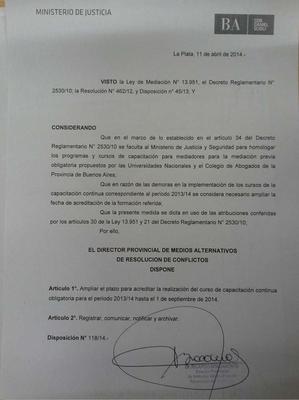 MINISTERIO DE JUSTICIA
BA
La Plata, 11 de abril de 2014.-
VISTO la Ley de Mediación N° 13.951, el Decreto Reglamentario N°
2530/10; la Resolución N° 462/12, y Disposición n° 45/13; Y
CONSIDERANDO
Que en el marco de lo establecido en el artículo 34 del Decreto
Reglamentario N° 2530/10 se faculta al Ministerio de Justicia y Seguridad para homologar
los programas y cursos de capacitación para mediadores para la mediación previa
obligatoria propuestos por las Universidades Nacionales y el Colegio de Abogados de la
Provincia de Buenos Aires;
Que en razón de las demoras en la implementación de los cursos de la
capacitación continua correspondiente al período 2013/14 se considera necesario ampliar la
fecha de acreditación de la formación referida;
Que la presente medida se dicta en uso de las atribuciones conferidas
por los artículos 30 de la Ley 13.951 y 21 del Decreto Reglamentario N° 2530/10;
Por ello,
EL DIRECTOR PROVINCIAL DE MEDIOS ALTERNATIVOS
DE RESOLUCION DE CONFLICTOS
DISPONE
Artículo 1°. Ampliar el plazo para acreditar la realización del curso de capacitación continua
obligatoria para el período 2013/14 hasta el 1 de septiembre de 2014.
Artículo 2°. Registrar, comunicar, notificar y archivar.
Disposición N° 118/14.-